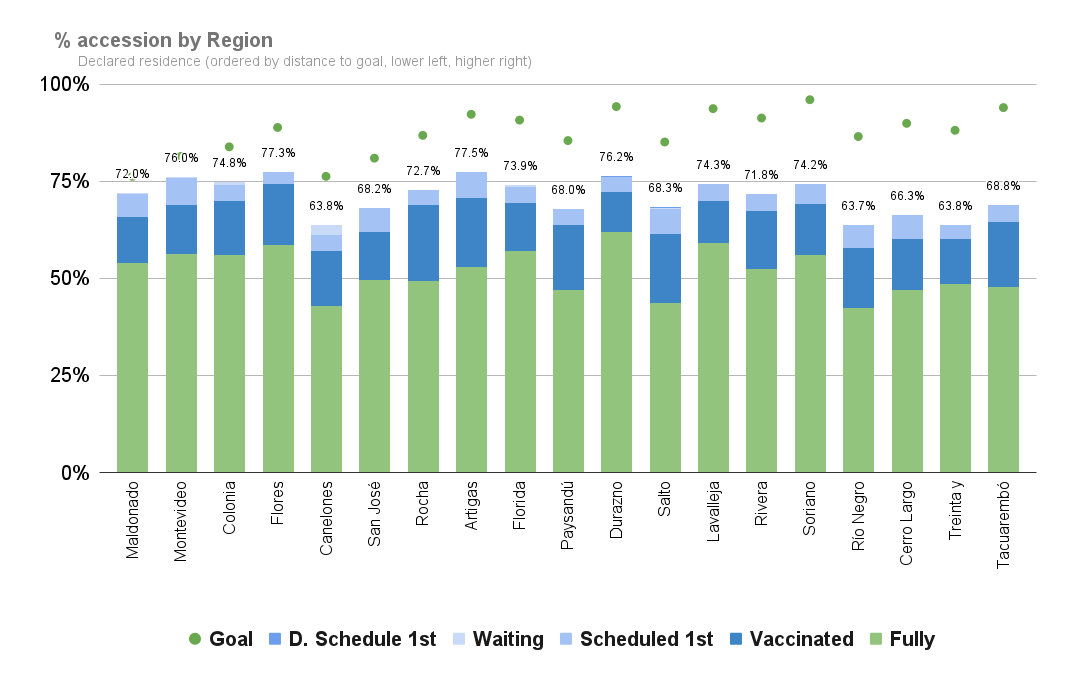 % accession by Region
Declared residence (ordered by distance to goal, lower left, higher right)
100%
75%
50%
25%
0%
72.0%
76.0%
74.8%
77.3%
63.8%
68.2%
72.7%
77.5%
73.9%
68.0%
76.2%
68.3%
74.3%
71.8%
74.2%
63.7%
66.3%
63.8%
68.8%
Maldonado
Montevideo
Colonia
Flores
Canelones
San José
Rocha
Artigas
Florida
Paysandú
Durazno
Salto
Lavalleja
Rivera
Soriano
Río Negro
Cerro Largo
Treinta y
Tacuarembó
Goal D. Schedule 1st Waiting Scheduled 1st Vaccinated Fully